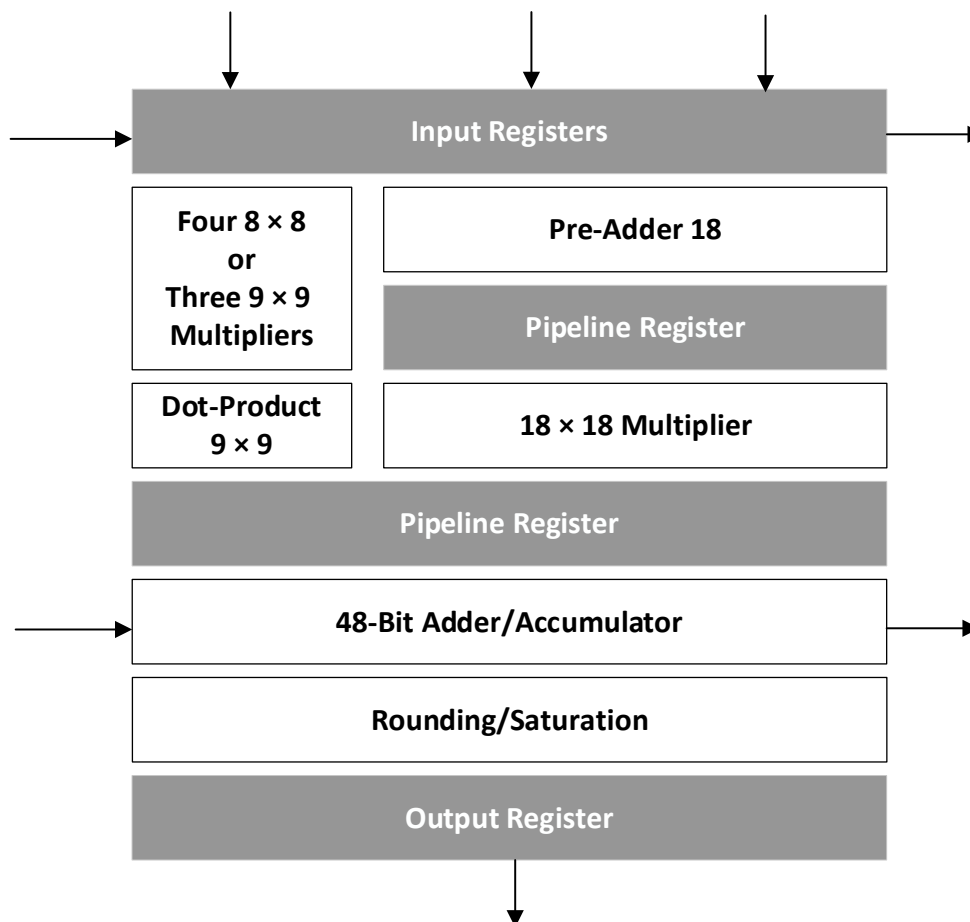 Input Registers
Four 8 × 8
or
Three 9 × 9
Multipliers
Pre-Adder 18
Pipeline Register
Dot-Product
9 × 9
18 × 18 Multiplier
Pipeline Register
48-Bit Adder/Accumulator
Rounding/Saturation
Output Register